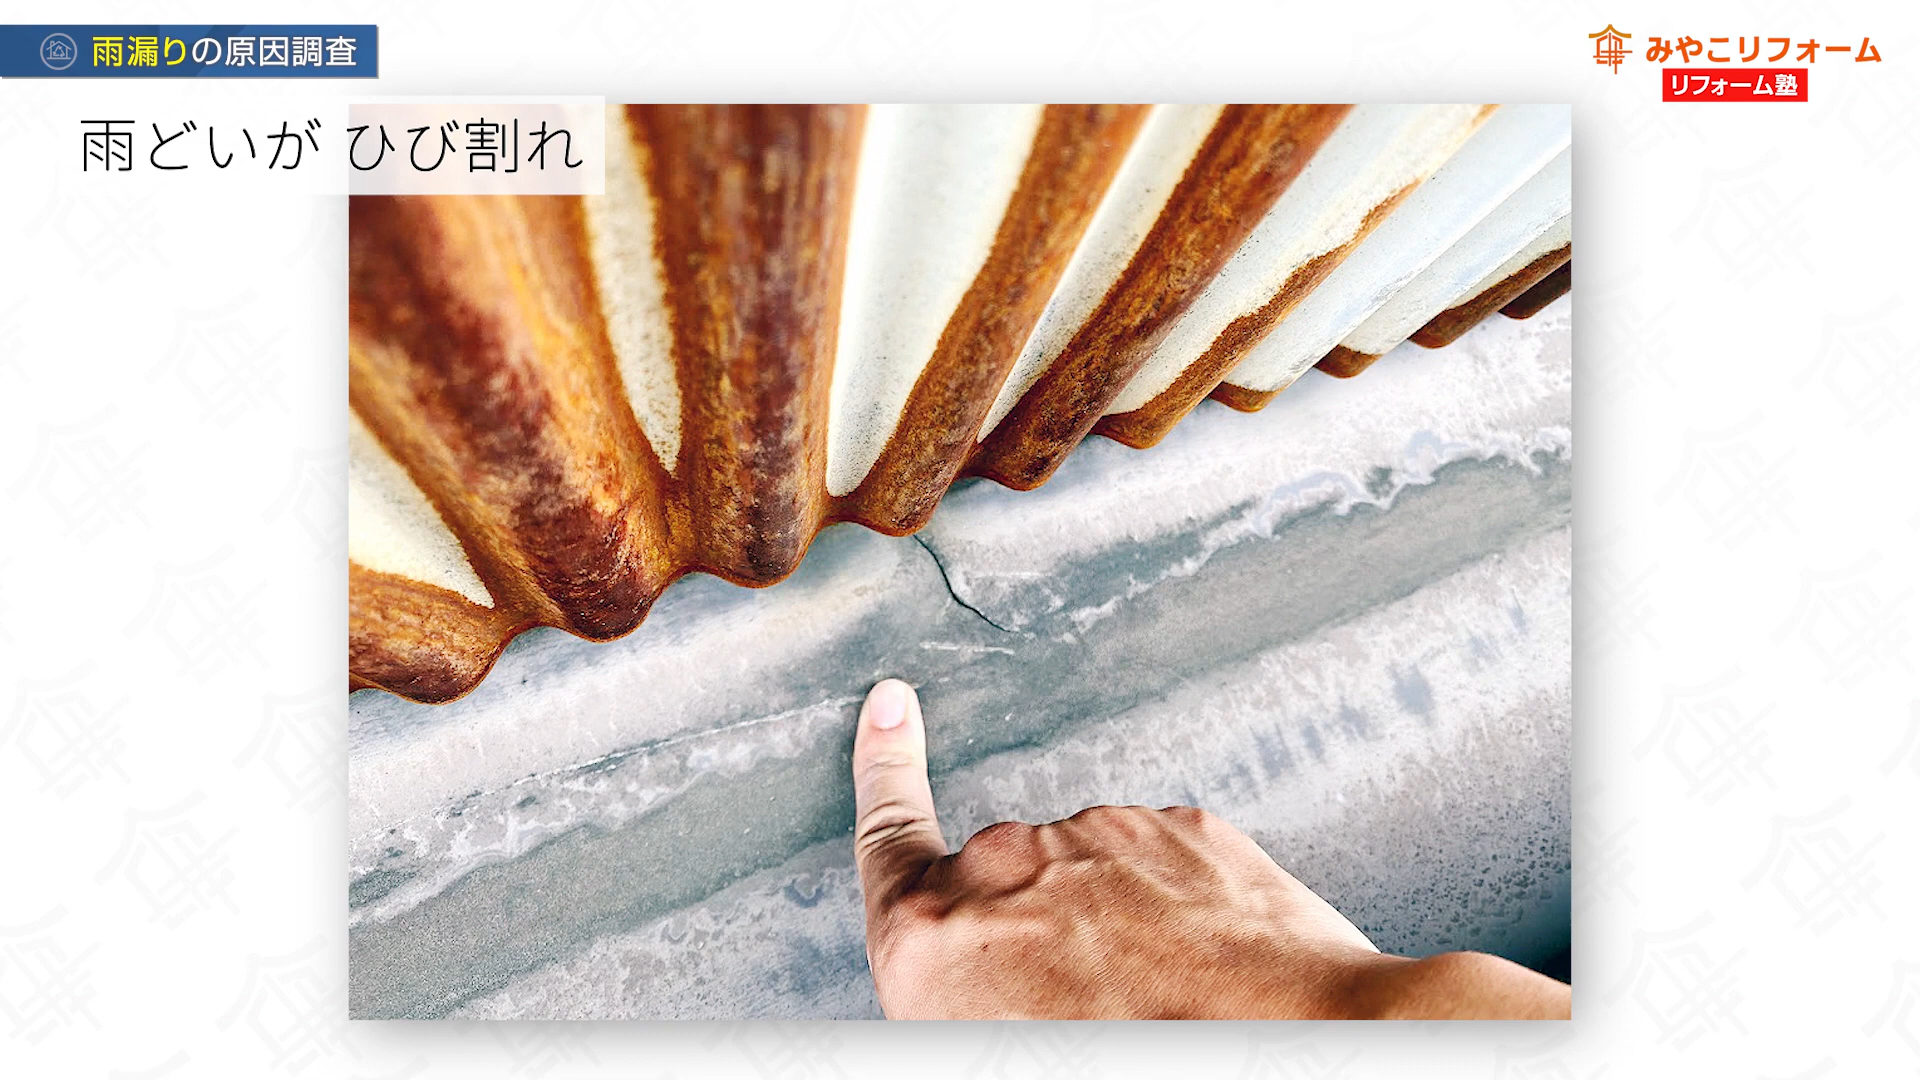 雨漏りの原因調査
みやこリフォーム
リフォーム塾
雨どいが ひび割れ